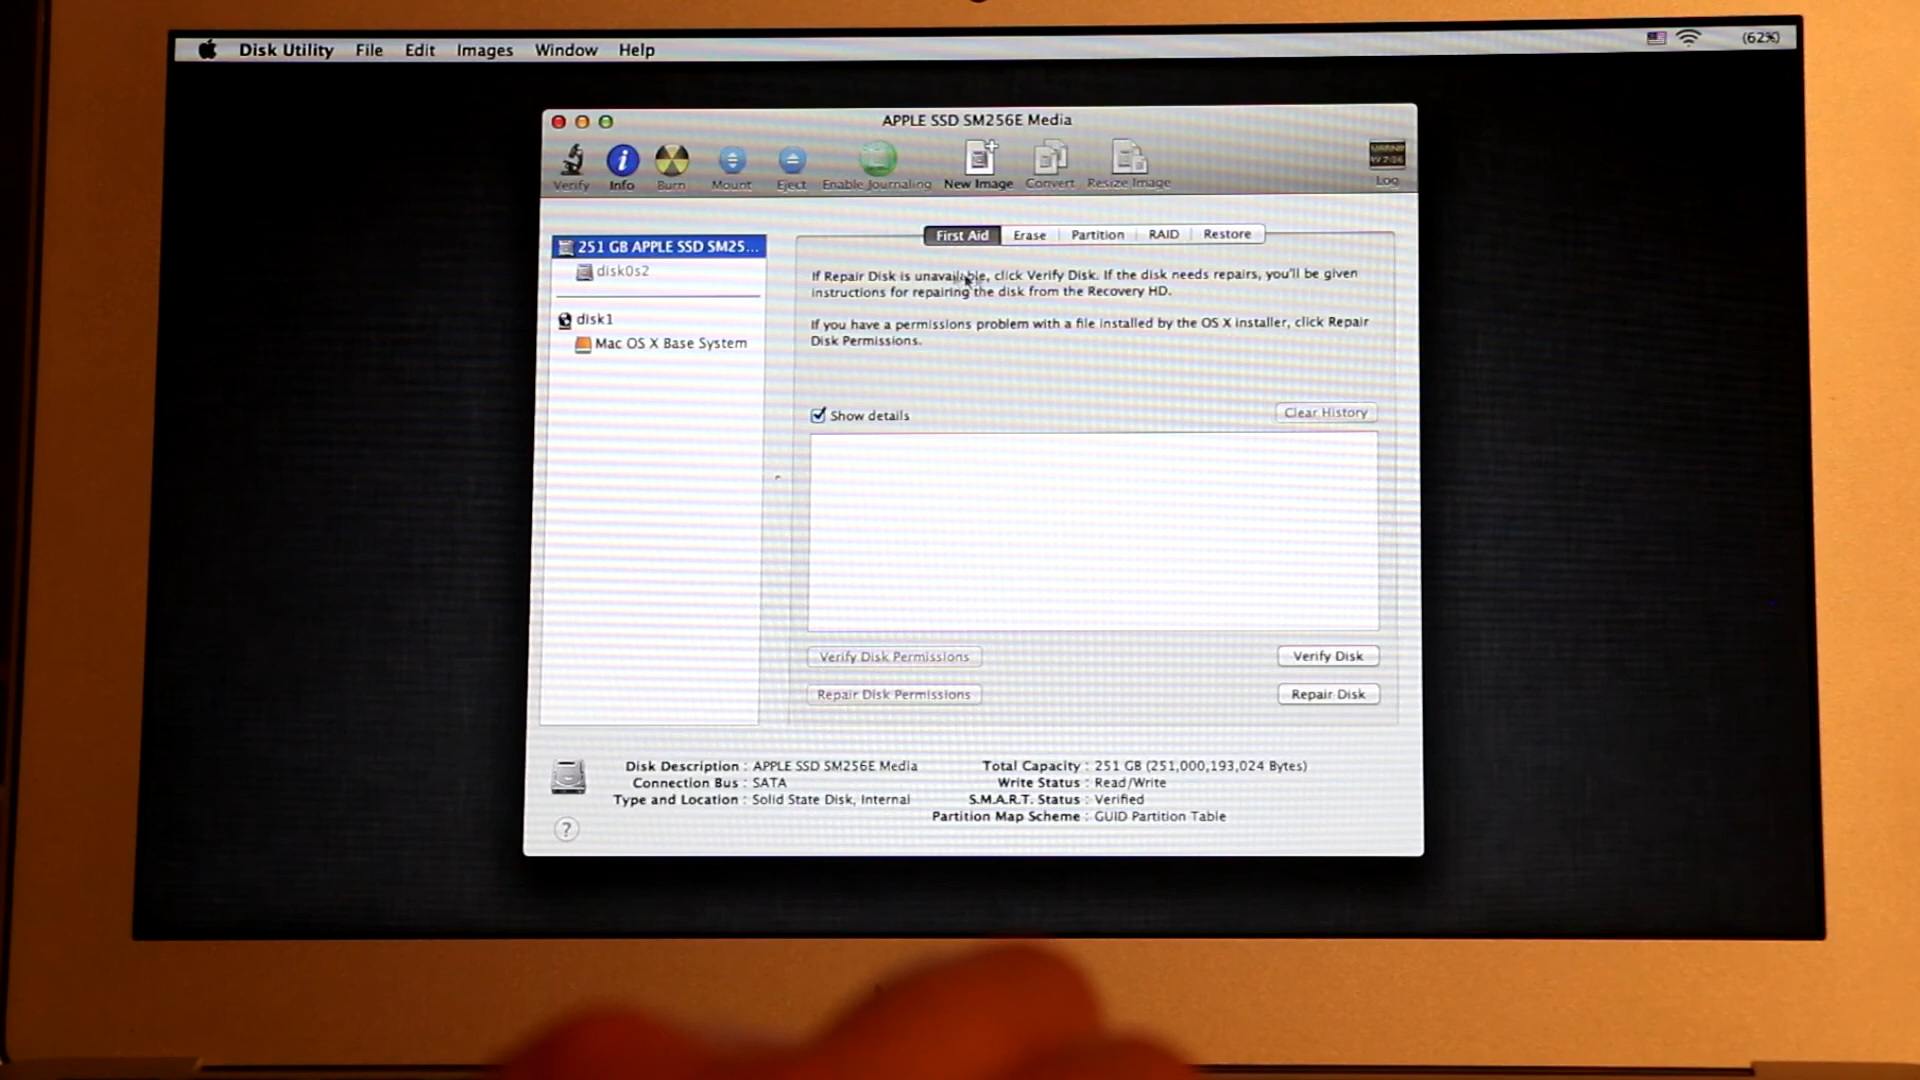 Disk Utility File Edit Images Window Help (62%)
APPLE SSD SM256E Media
Verify Info Burn Mount Eject Enable Journaling New Image Convert Resize Image Log
251 GB APPLE SSD SM25...
disk0s2
disk1
Mac OS X Base System
First Aid Erase Partition RAID Restore
If Repair Disk is unavailable, click Verify Disk. If the disk needs repairs, you'll be given
instructions for repairing the disk from the Recovery HD.
If you have a permissions problem with a file installed by the OS X installer, click Repair
Disk Permissions.
Show details Clear History
Verify Disk Permissions Verify Disk
Repair Disk Permissions Repair Disk
Disk Description : APPLE SSD SM256E Media Total Capacity : 251 GB (251,000,193,024 Bytes)
Connection Bus : SATA Write Status : Read/Write
Type and Location : Solid State Disk, Internal S.M.A.R.T. Status : Verified
Partition Map Scheme : GUID Partition Table
?